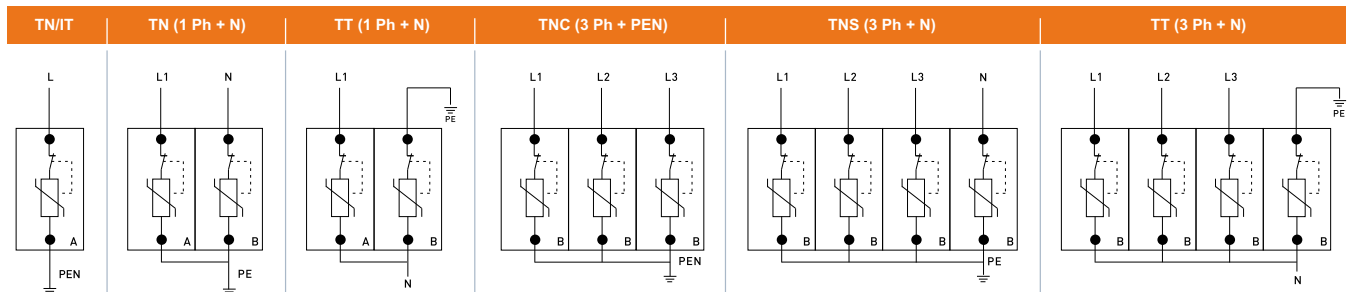 TN/IT
TN (1 Ph + N)
TT (1 Ph + N)
TNC (3 Ph + PEN)
TNS (3 Ph + N)
TT (3 Ph + N)
L
A
PEN
L1 N
A B
PE
L1
PE
A B
N
L1 L2 L3
B B B
PEN
L1 L2 L3 N
B B B B
PE
L1 L2 L3
PE
B B B B
N